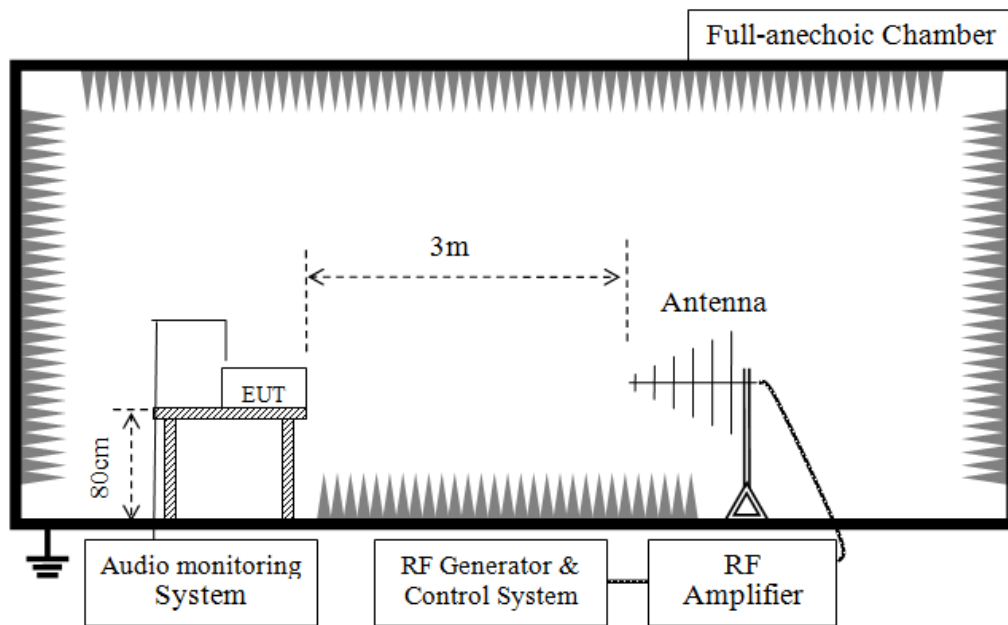 Full-anechoic Chamber
3m
Antenna
EUT
80cm
Audio monitoring
System
RF Generator &
Control System
RF
Amplifier